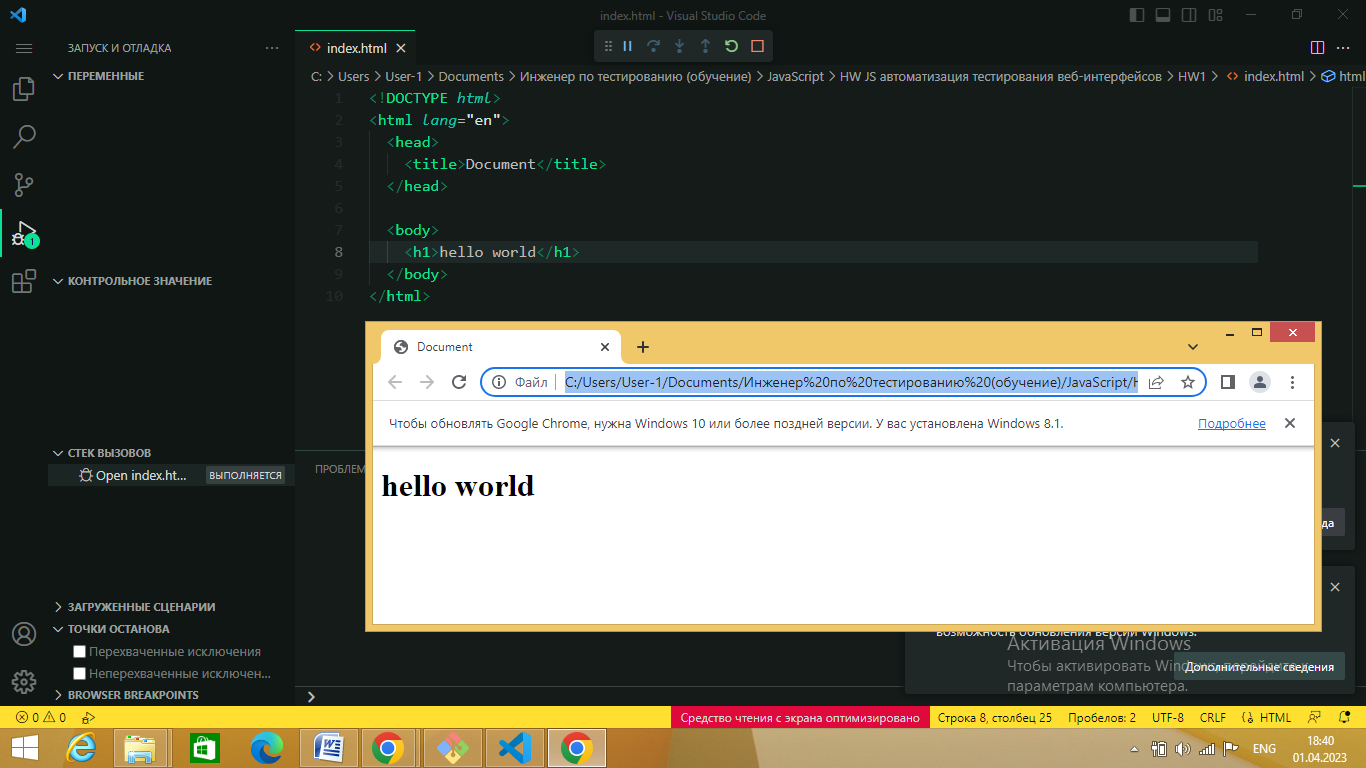 index.html - Visual Studio Code
ЗАПУСК И ОТЛАДКА
ПЕРЕМЕННЫЕ
КОНТРОЛЬНОЕ ЗНАЧЕНИЕ
СТЕК ВЫЗОВОВ
Open index.ht... ВЫПОЛНЯЕТСЯ
ЗАГРУЖЕННЫЕ СЦЕНАРИИ
ТОЧКИ ОСТАНОВА
Перехваченные исключения
Неперехваченные исключен...
BROWSER BREAKPOINTS
1
index.html
C: > Users > User-1 > Documents > Инженер по тестированию (обучение) > JavaScript > HW JS автоматизация тестирования веб-интерфейсов > HW1 > index.html > html
1 <!DOCTYPE html>
2 <html lang="en">
3 <head>
4 <title>Document</title>
5 </head>
6
7 <body>
8 <h1>hello world</h1>
9 </body>
10 </html>
ПРОБЛЕМ
Document
Файл C:/Users/User-1/Documents/Инженер%20по%20тестированию%20(обучение)/JavaScript/H
Чтобы обновлять Google Chrome, нужна Windows 10 или более поздней версии. У вас установлена Windows 8.1. Подробнее
hello world
да
возможность обновления версий Windows.
Дополнительные сведения
Активация Windows
Чтобы активировать Windows, перейдите к
параметрам компьютера.
0 0
Средство чтения с экрана оптимизировано Строка 8, столбец 25 Пробелов: 2 UTF-8 CRLF HTML
ENG
18:40
01.04.2023